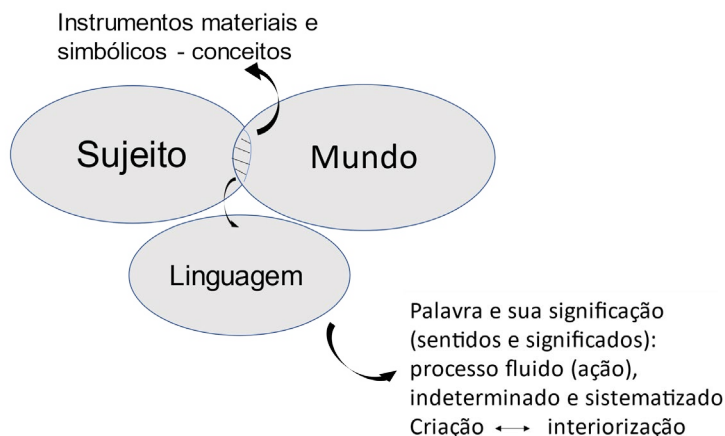 Instrumentos materiais e
simbólicos - conceitos
Sujeito
Mundo
Linguagem
Palavra e sua significação
(sentidos e significados):
processo fluido (ação),
indeterminado e sistematizado
Criação ←→ interiorização